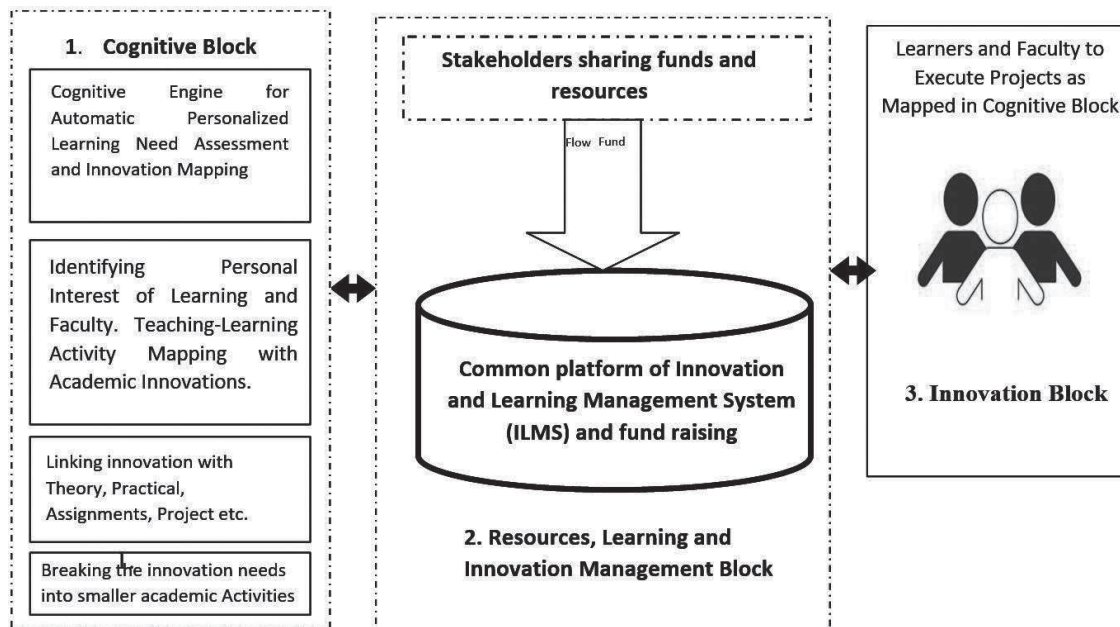 1. Cognitive Block
Cognitive Engine for
Automatic Personalized
Learning Need Assessment
and Innovation Mapping
Identifying Personal
Interest of Learning and
Faculty. Teaching-Learning
Activity Mapping with
Academic Innovations.
Linking innovation with
Theory, Practical,
Assignments, Project etc.
Breaking the innovation needs
into smaller academic Activities
Stakeholders sharing funds and
resources
Flow Fund
Common platform of Innovation
and Learning Management System
(ILMS) and fund raising
2. Resources, Learning and
Innovation Management Block
Learners and Faculty to
Execute Projects as
Mapped in Cognitive Block
3. Innovation Block